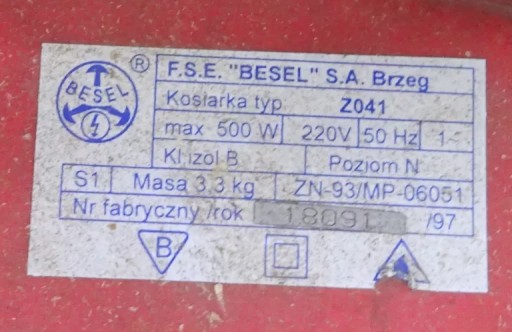 BESEL ® F.S.E. "BESEL" S.A. Brzeg
Kosiarka typ Z041
max 500 W 220V 50 Hz 1~
Kl.izol B Poziom N
S1 Masa 3,3 kg ZN-93/MP-06051
Nr fabryczny /rok 18091 /97
B